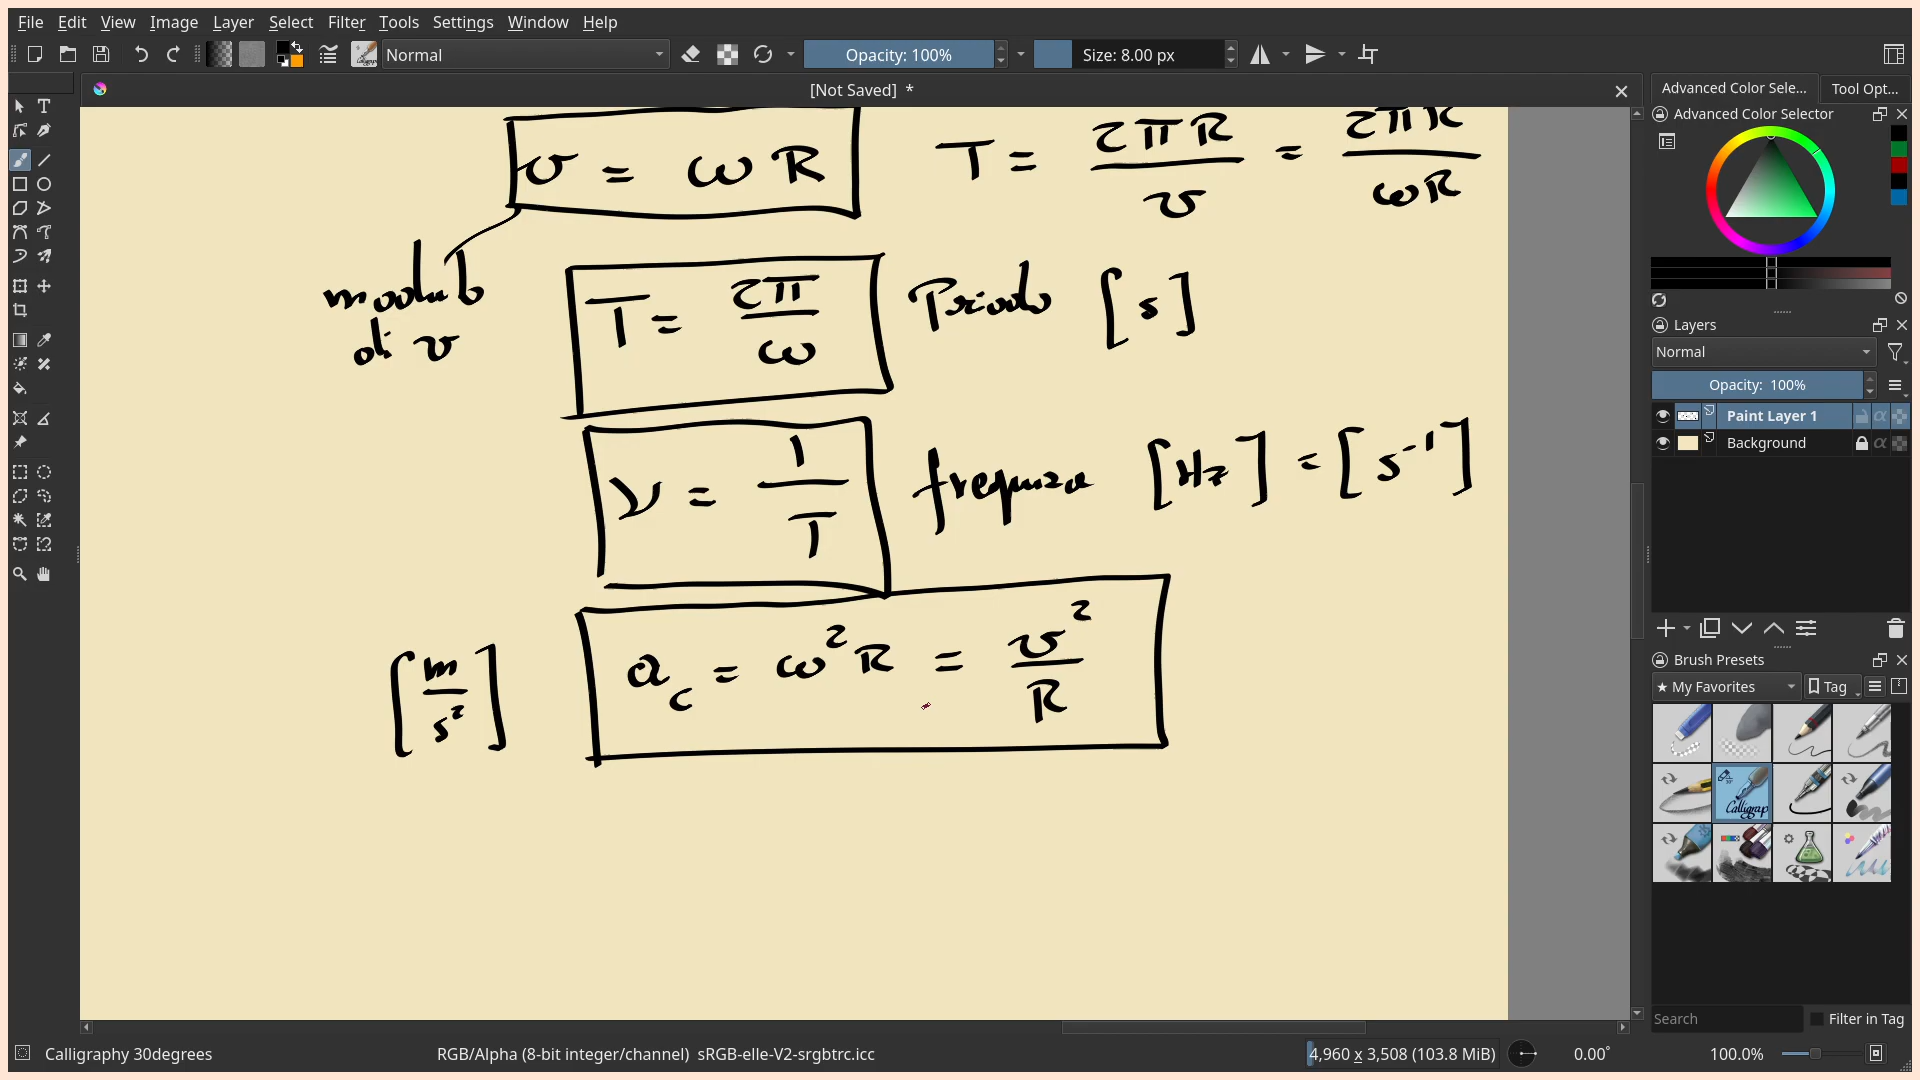 File Edit View Image Layer Select Filter Tools Settings Window Help
Normal Opacity: 100% Size: 8.00 px
[Not Saved] *
v = ω R T = 2πR / v = 2πR / ωR
modulo
di v
T = 2π / ω Periodo [s]
ν = 1 / T frequenza [Hz] = [s⁻¹]
[m / s²] a_c = ω²R = v² / R
Advanced Color Sele... Tool Opt...
Advanced Color Selector
Layers
Normal
Opacity: 100%
Paint Layer 1
Background
Brush Presets
★ My Favorites Tag
Calligraphy
Search Filter in Tag
Calligraphy 30degrees RGB/Alpha (8-bit integer/channel) sRGB-elle-V2-srgbtrc.icc 4,960 x 3,508 (103.8 MiB) 0.00° 100.0%